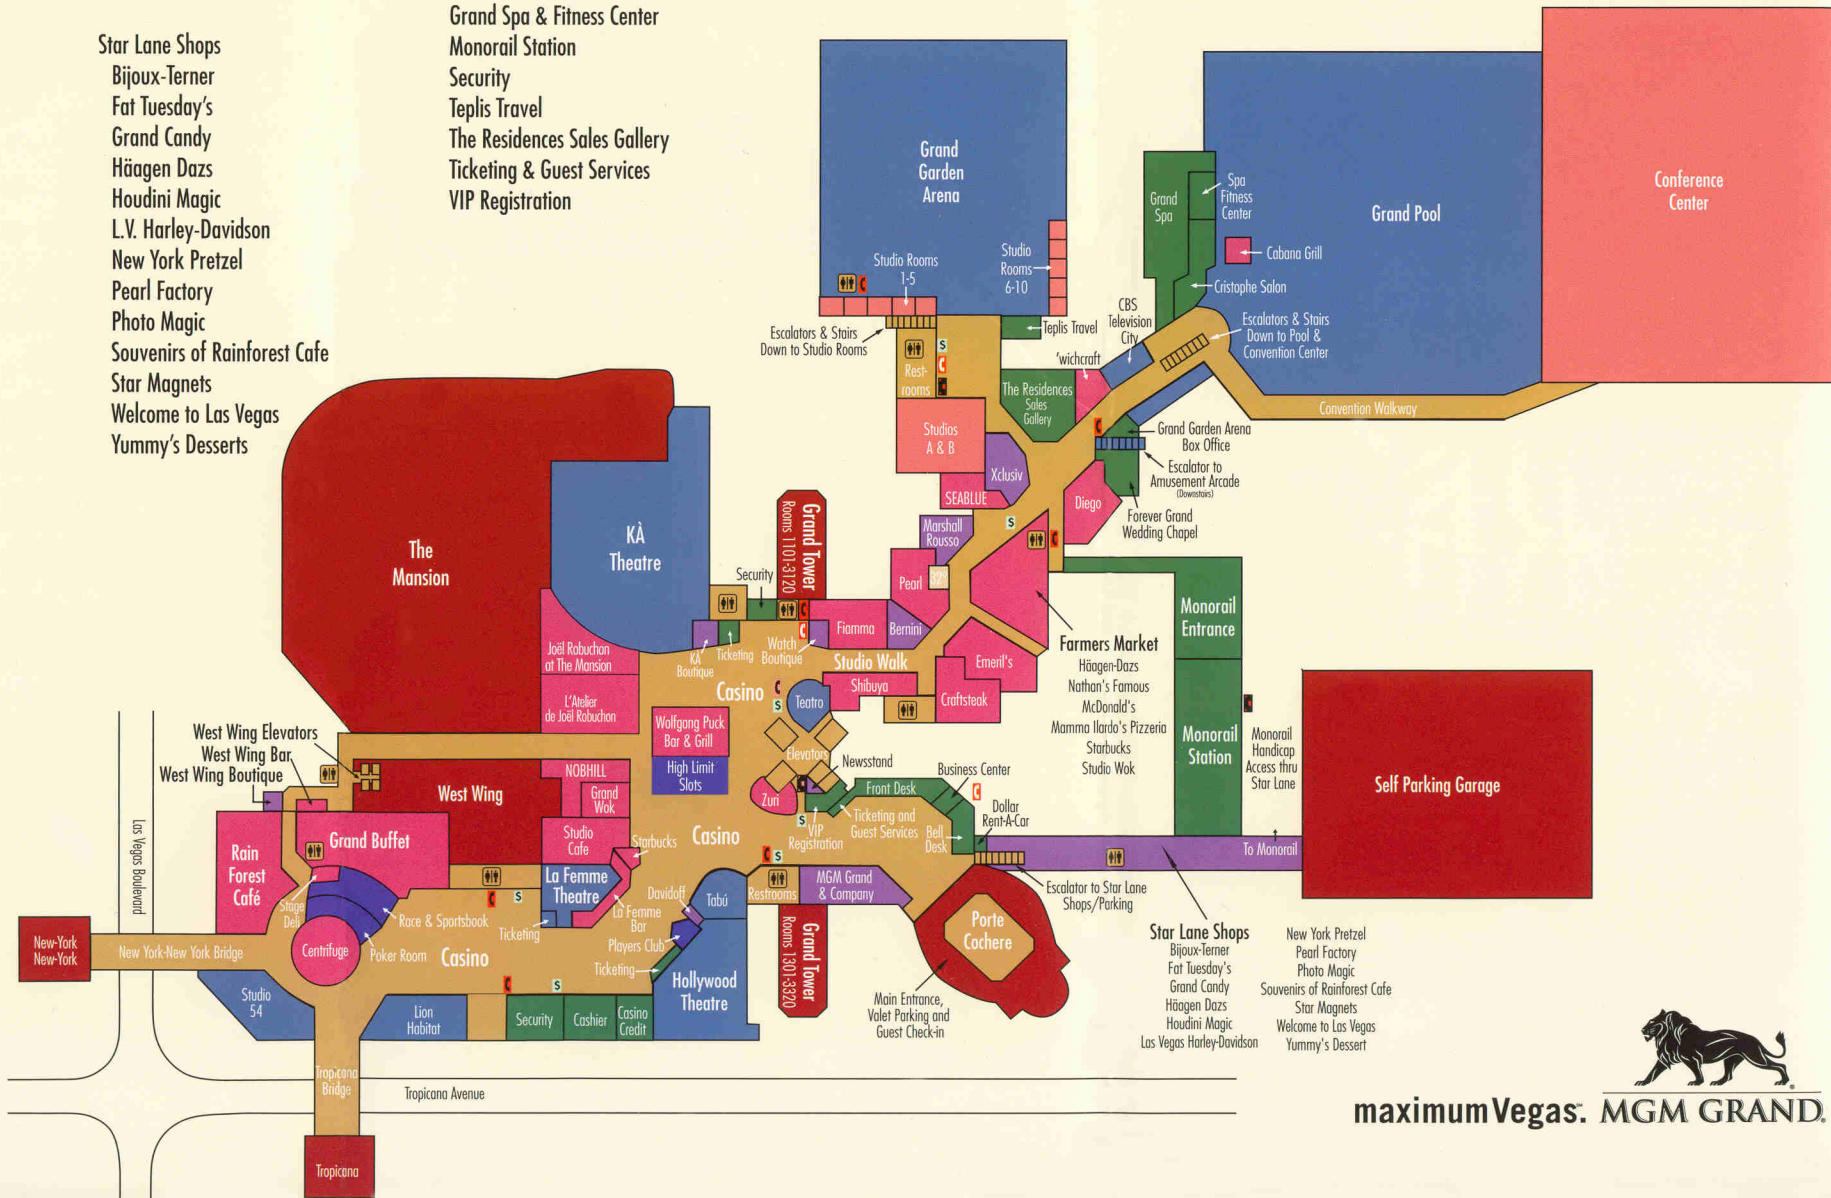 Star Lane Shops
Bijoux-Terner
Fat Tuesday's
Grand Candy
Häagen Dazs
Houdini Magic
L.V. Harley-Davidson
New York Pretzel
Pearl Factory
Photo Magic
Souvenirs of Rainforest Cafe
Star Magnets
Welcome to Las Vegas
Yummy's Desserts
Grand Spa & Fitness Center
Monorail Station
Security
Teplis Travel
The Residences Sales Gallery
Ticketing & Guest Services
VIP Registration
Grand
Garden
Arena
Studio Rooms
1-5
Studio
Rooms
6-10
Escalators & Stairs
Down to Studio Rooms
Rest-
rooms
Teplis Travel
CBS
Television
City
'wichcraft
The Residences
Sales
Gallery
Grand
Spa
Spa
Fitness
Center
Cabana Grill
Cristophe Salon
Grand Pool
Conference
Center
Escalators & Stairs
Down to Pool &
Convention Center
Convention Walkway
Grand Garden Arena
Box Office
Escalator to
Amusement Arcade
(Downstairs)
Forever Grand
Wedding Chapel
Diego
Studios
A & B
Xclusiv
SEABLUE
Marshall
Rousso
Pearl
32°
Bernini
Fiamma
Watch
Boutique
Studio Walk
Shibuya
Emeril's
Craftsteak
Farmers Market
Häagen-Dazs
Nathan's Famous
McDonald's
Mamma Ilardo's Pizzeria
Starbucks
Studio Wok
Monorail
Entrance
Monorail
Station
Monorail
Handicap
Access thru
Star Lane
Self Parking Garage
To Monorail
The
Mansion
KÀ
Theatre
Security
Grand Tower
Rooms 1101-3120
KÀ
Boutique
Ticketing
Joël Robuchon
at The Mansion
L'Atelier
de Joël Robuchon
Casino
Teatro
Wolfgang Puck
Bar & Grill
High Limit
Slots
Elevators
Newsstand
Zuri
Front Desk
Business Center
Dollar
Rent-A-Car
VIP
Registration
Ticketing and
Guest Services
Bell
Desk
West Wing Elevators
West Wing Bar
West Wing Boutique
West Wing
NOBHILL
Grand
Wok
Studio
Cafe
Starbucks
Casino
Grand Buffet
Rain
Forest
Café
Stage
Deli
La Femme
Theatre
La Femme
Bar
Ticketing
Davidoff
Tabú
Players Club
Ticketing
Restrooms
MGM Grand
& Company
Grand Tower
Rooms 1301-3320
Porte
Cochere
Main Entrance,
Valet Parking and
Guest Check-in
Escalator to Star Lane
Shops/Parking
Star Lane Shops
Bijoux-Terner
Fat Tuesday's
Grand Candy
Häagen Dazs
Houdini Magic
Las Vegas Harley-Davidson
New York Pretzel
Pearl Factory
Photo Magic
Souvenirs of Rainforest Cafe
Star Magnets
Welcome to Las Vegas
Yummy's Dessert
Race & Sportsbook
Poker Room
Casino
Centrifuge
Las Vegas Boulevard
New-York
New-York
New York-New York Bridge
Studio
54
Lion
Habitat
Security
Cashier
Casino
Credit
Hollywood
Theatre
Tropicana
Bridge
Tropicana Avenue
Tropicana
maximumVegas.
MGM GRAND.